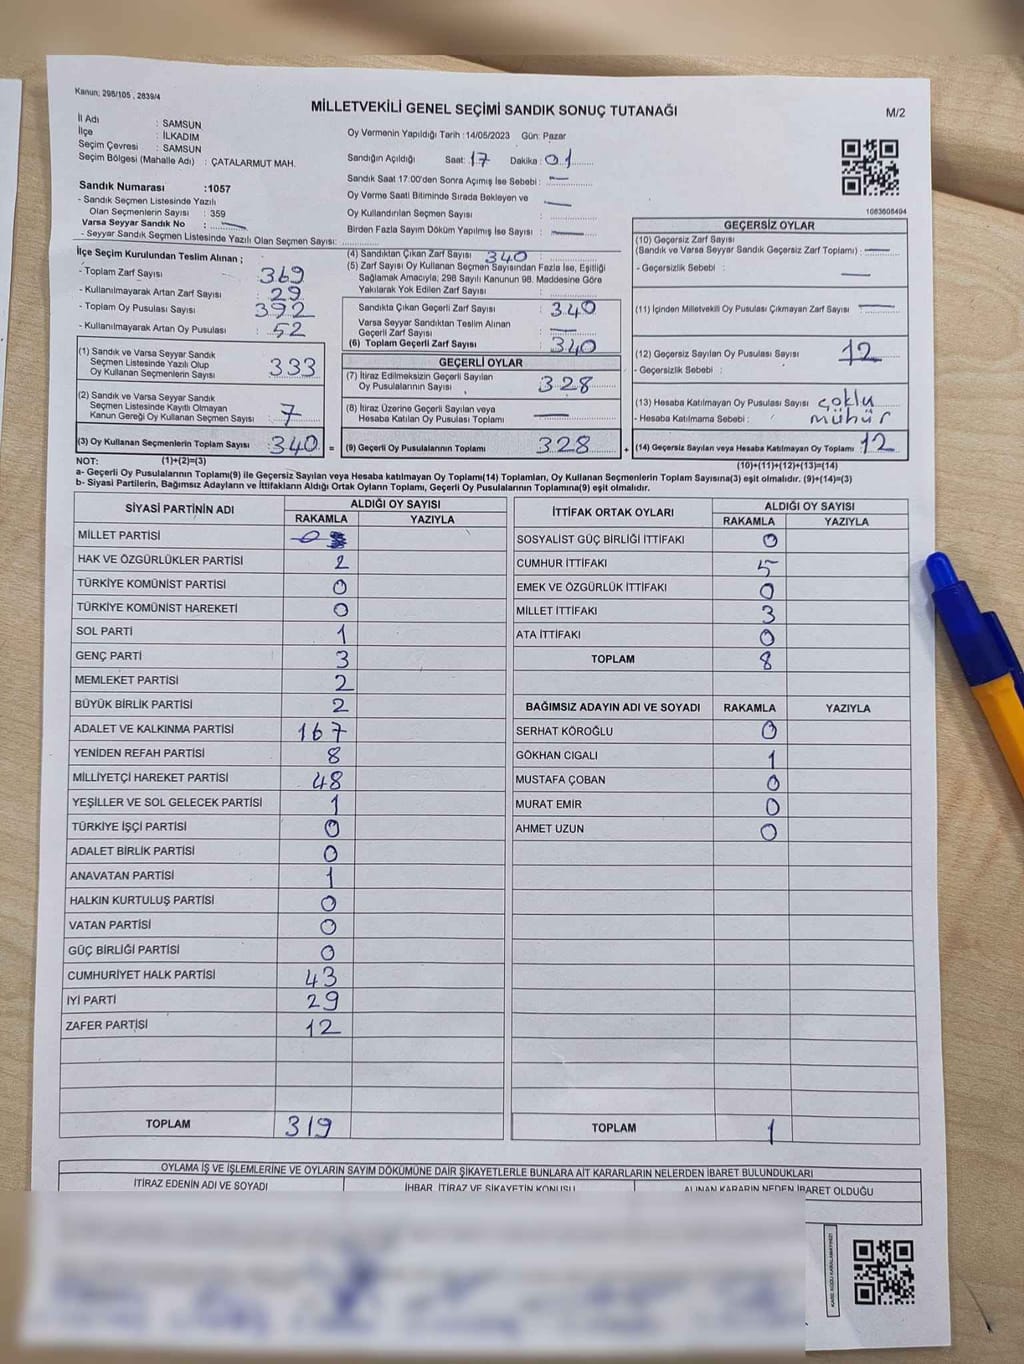 Kanun: 298/105 , 2839/4
MİLLETVEKİLİ GENEL SEÇİMİ SANDIK SONUÇ TUTANAĞI
M/2
İl Adı : SAMSUN
İlçe : İLKADIM
Seçim Çevresi : SAMSUN
Seçim Bölgesi (Mahalle Adı) : ÇATALARMUT MAH.
Oy Vermenin Yapıldığı Tarih :14/05/2023 Gün: Pazar
Sandığın Açıldığı Saat: 17 Dakika : 01
Sandık Saat 17:00'den Sonra Açımış İse Sebebi : —
Oy Verme Saati Bitiminde Sırada Bekleyen ve
Oy Kullandırılan Seçmen Sayısı : —
Birden Fazla Sayım Döküm Yapılmış İse Sayısı : —
1083608494
Sandık Numarası :1057
- Sandık Seçmen Listesinde Yazılı
Olan Seçmenlerin Sayısı : 359
Varsa Seyyar Sandık No : —
- Seyyar Sandık Seçmen Listesinde Yazılı Olan Seçmen Sayısı:
İlçe Seçim Kurulundan Teslim Alınan ;
- Toplam Zarf Sayısı : 369
- Kullanılmayarak Artan Zarf Sayısı : 29
- Toplam Oy Pusulası Sayısı : 392
- Kullanılmayarak Artan Oy Pusulası : 52
(1) Sandık ve Varsa Seyyar Sandık
Seçmen Listesinde Yazılı Olup
Oy Kullanan Seçmenlerin Sayısı : 333
(2) Sandık ve Varsa Seyyar Sandık
Seçmen Listesinde Kayıtlı Olmayan
Kanun Gereği Oy Kullanan Seçmen Sayısı : 7
(3) Oy Kullanan Seçmenlerin Toplam Sayısı : 340 =
(4) Sandıktan Çıkan Zarf Sayısı : 340
(5) Zarf Sayısı Oy Kullanan Seçmen Sayısından Fazla İse, Eşitliği
Sağlamak Amacıyla; 298 Sayılı Kanunun 98. Maddesine Göre
Yakılarak Yok Edilen Zarf Sayısı :
Sandıkta Çıkan Geçerli Zarf Sayısı : 340
Varsa Seyyar Sandıktan Teslim Alınan
Geçerli Zarf Sayısı : —
(6) Toplam Geçerli Zarf Sayısı : 340
GEÇERLİ OYLAR
(7) İtiraz Edilmeksizin Geçerli Sayılan
Oy Pusulalarının Sayısı : 328
(8) İtiraz Üzerine Geçerli Sayılan veya
Hesaba Katılan Oy Pusulaları Toplamı : —
(9) Geçerli Oy Pusulalarının Toplamı : 328 +
GEÇERSİZ OYLAR
(10) Geçersiz Zarf Sayısı
(Sandık ve Varsa Seyyar Sandık Geçersiz Zarf Toplamı) : —
- Geçersizlik Sebebi : —
(11) İçinden Milletvekili Oy Pusulası Çıkmayan Zarf Sayısı : —
(12) Geçersiz Sayılan Oy Pusulası Sayısı : 12
- Geçersizlik Sebebi :
(13) Hesaba Katılmayan Oy Pusulası Sayısı : çoklu
- Hesaba Katılmama Sebebi : mühür
(14) Geçersiz Sayılan veya Hesaba Katılmayan Oy Toplamı : 12
NOT: (1)+(2)=(3)
(10)+(11)+(12)+(13)=(14)
a- Geçerli Oy Pusulalarının Toplamı(9) ile Geçersiz Sayılan veya Hesaba katılmayan Oy Toplamı(14) Toplamları, Oy Kullanan Seçmenlerin Toplam Sayısına(3) eşit olmalıdır. (9)+(14)=(3)
b- Siyasi Partilerin, Bağımsız Adayların ve İttifakların Aldığı Ortak Oyların Toplamı, Geçerli Oy Pusulalarının Toplamına(9) eşit olmalıdır.
SİYASİ PARTİNİN ADI ALDIĞI OY SAYISI
RAKAMLA YAZIYLA
MİLLET PARTİSİ 0
HAK VE ÖZGÜRLÜKLER PARTİSİ 2
TÜRKİYE KOMÜNİST PARTİSİ 0
TÜRKİYE KOMÜNİST HAREKETİ 0
SOL PARTİ 1
GENÇ PARTİ 3
MEMLEKET PARTİSİ 2
BÜYÜK BİRLİK PARTİSİ 2
ADALET VE KALKINMA PARTİSİ 167
YENİDEN REFAH PARTİSİ 8
MİLLİYETÇİ HAREKET PARTİSİ 48
YEŞİLLER VE SOL GELECEK PARTİSİ 1
TÜRKİYE İŞÇİ PARTİSİ 0
ADALET BİRLİK PARTİSİ 0
ANAVATAN PARTİSİ 1
HALKIN KURTULUŞ PARTİSİ 0
VATAN PARTİSİ 0
GÜÇ BİRLİĞİ PARTİSİ 0
CUMHURİYET HALK PARTİSİ 43
İYİ PARTİ 29
ZAFER PARTİSİ 12
TOPLAM 319
İTTİFAK ORTAK OYLARI ALDIĞI OY SAYISI
RAKAMLA YAZIYLA
SOSYALİST GÜÇ BİRLİĞİ İTTİFAKI 0
CUMHUR İTTİFAKI 5
EMEK VE ÖZGÜRLÜK İTTİFAKI 0
MİLLET İTTİFAKI 3
ATA İTTİFAKI 0
TOPLAM 8
BAĞIMSIZ ADAYIN ADI VE SOYADI RAKAMLA YAZIYLA
SERHAT KÖROĞLU 0
GÖKHAN CIGALI 1
MUSTAFA ÇOBAN 0
MURAT EMİR 0
AHMET UZUN 0
TOPLAM 1
OYLAMA İŞ VE İŞLEMLERİNE VE OYLARIN SAYIM DÖKÜMÜNE DAİR ŞİKAYETLERLE BUNLARA AİT KARARLARIN NELERDEN İBARET BULUNDUKLARI
İTİRAZ EDENİN ADI VE SOYADI İHBAR, İTİRAZ VE ŞİKAYETİN KONUSU ALINAN KARARIN NEDEN İBARET OLDUĞU
KARE KODU KARALAMAYINIZ!